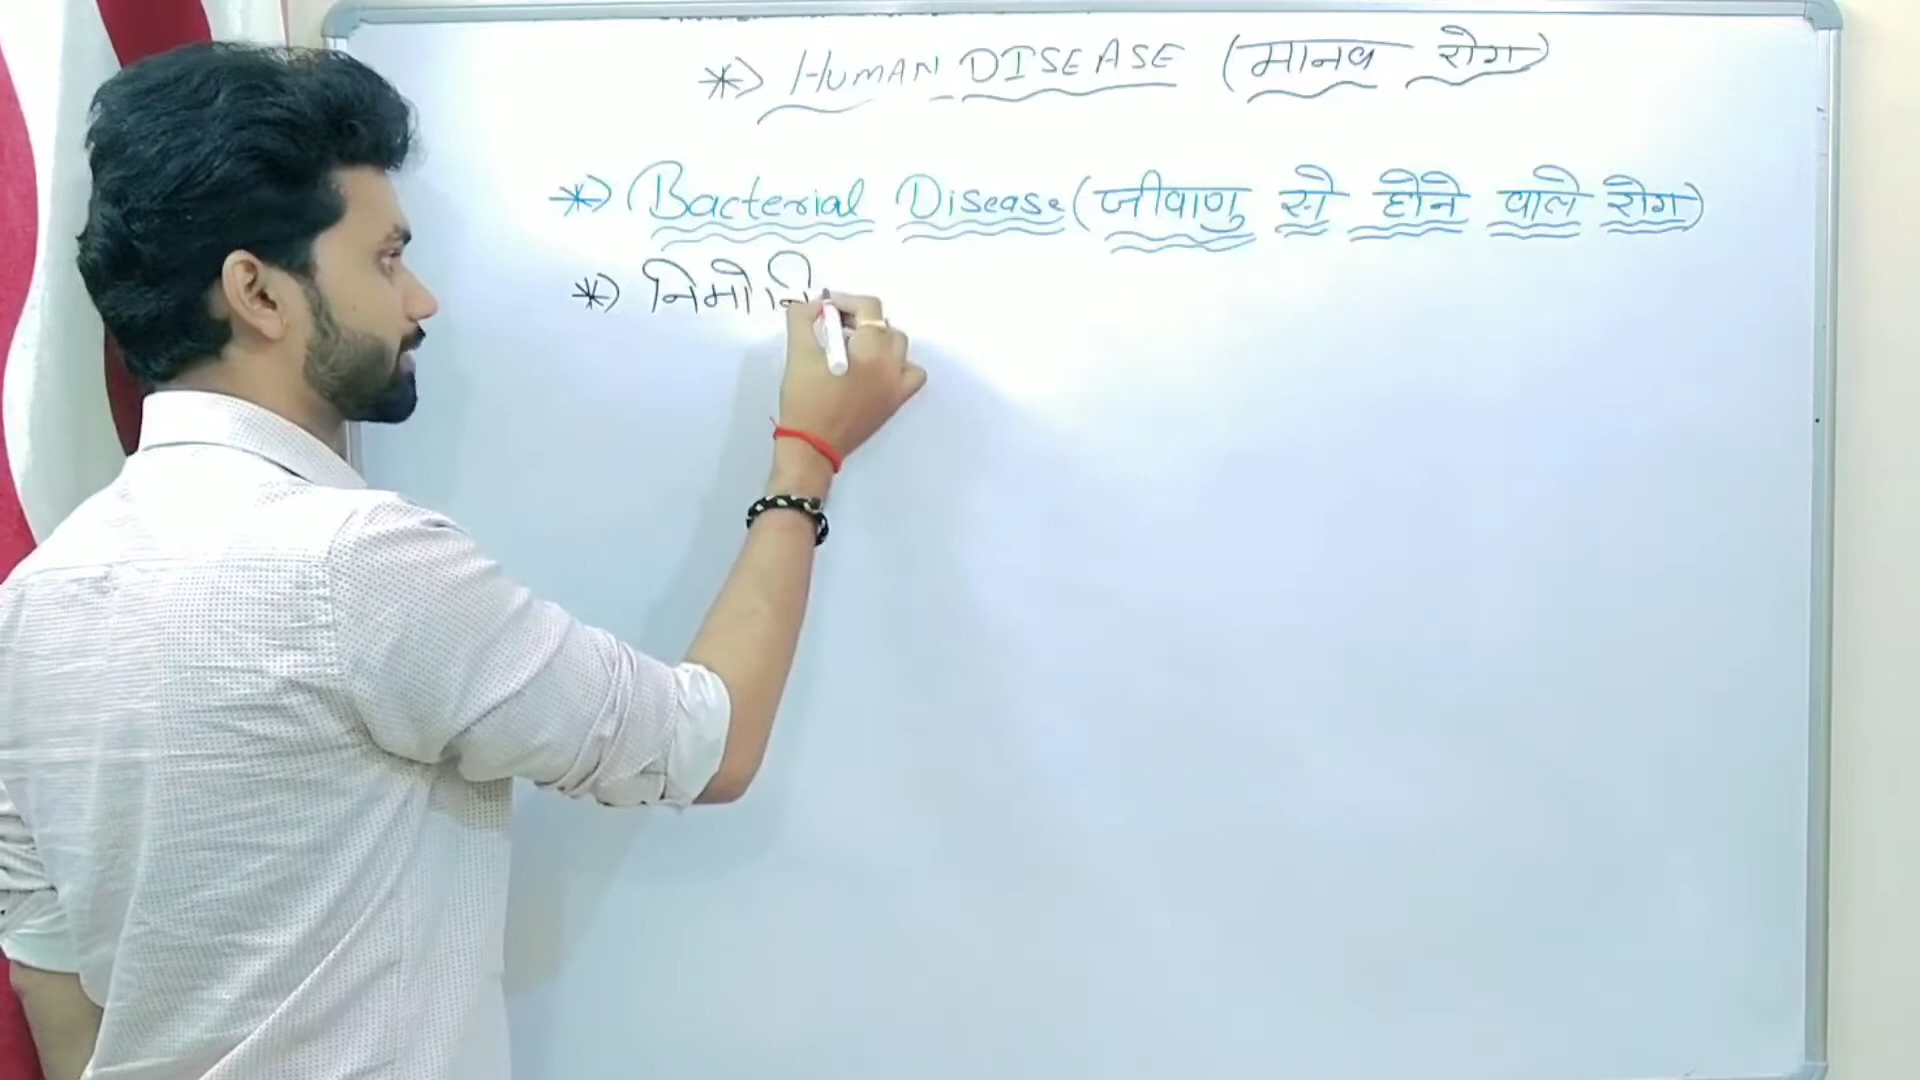 *) HUMAN DISEASE (मानव रोग)
*) Bacterial Disease (जीवाणु से होने वाले रोग)
*) निमोनि